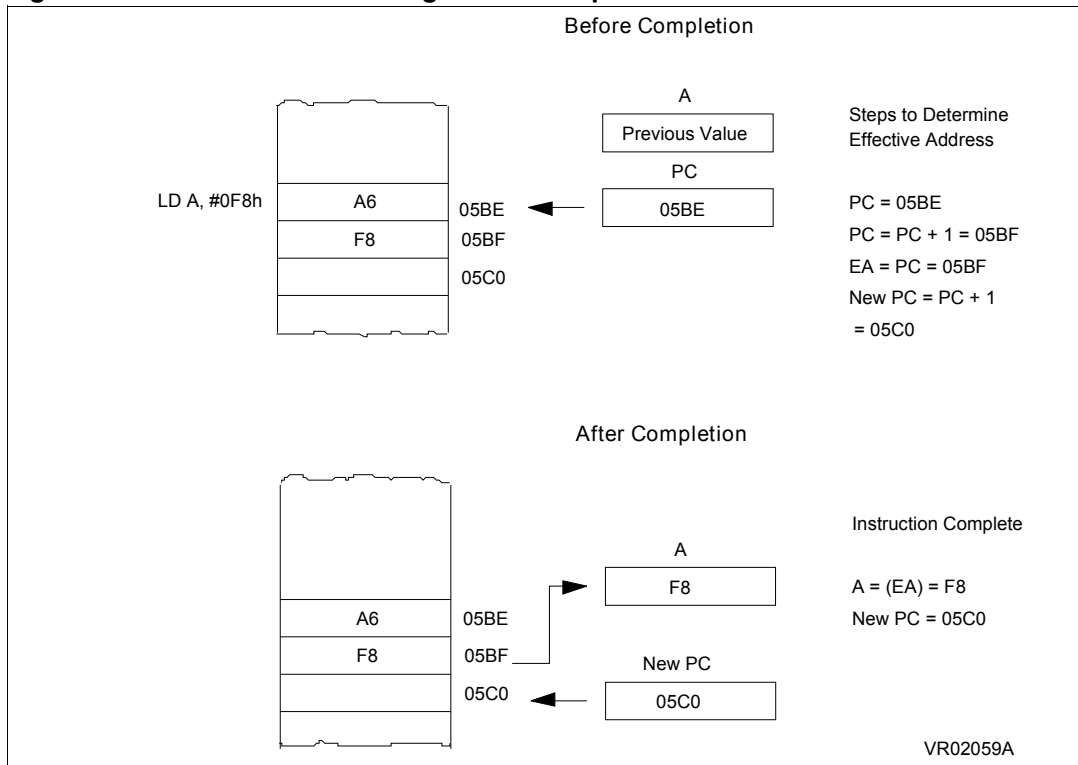 Before Completion
A
Previous Value
PC
05BE
Steps to Determine
Effective Address
LD A, #0F8h
A6
05BE
F8
05BF
05C0
PC = 05BE
PC = PC + 1 = 05BF
EA = PC = 05BF
New PC = PC + 1
= 05C0
After Completion
Instruction Complete
A
F8
A = (EA) = F8
New PC = 05C0
A6
05BE
F8
05BF
05C0
New PC
05C0
VR02059A